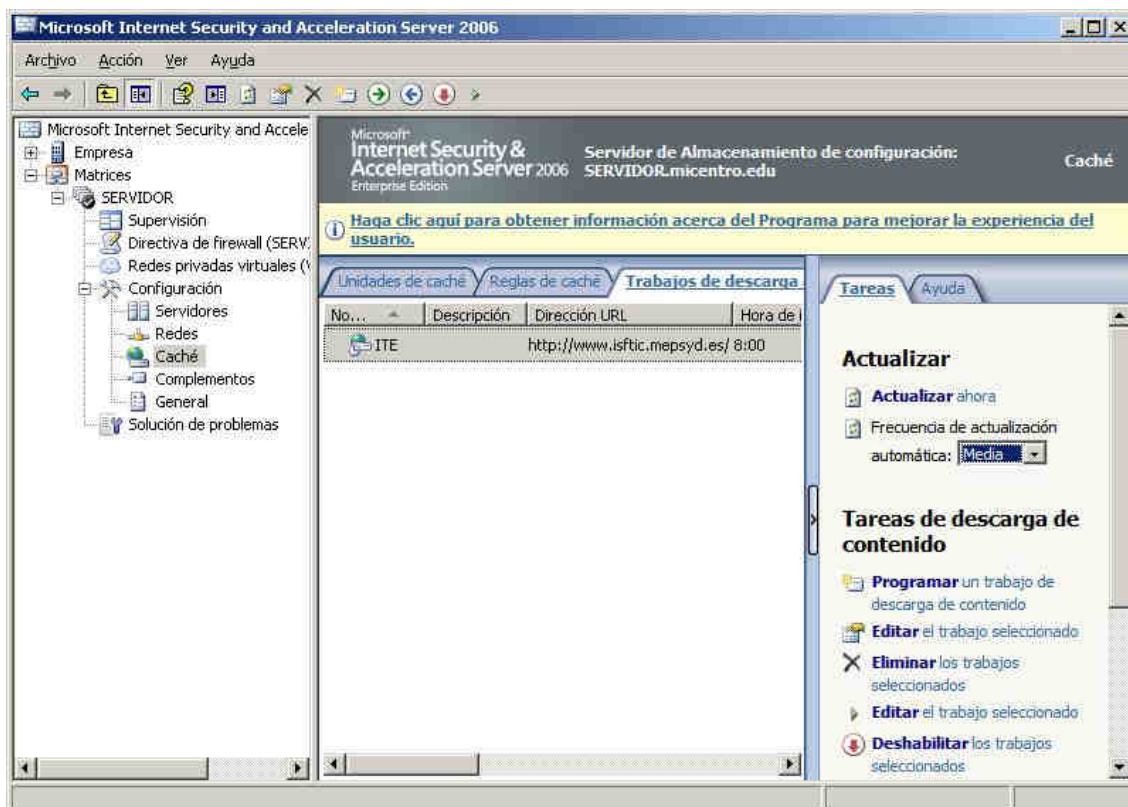 Microsoft Internet Security and Acceleration Server 2006
Archivo Acción Ver Ayuda
Microsoft Internet Security and Accele
Empresa
Matrices
SERVIDOR
Supervisión
Directiva de firewall (SERV
Redes privadas virtuales (
Configuración
Servidores
Redes
Caché
Complementos
General
Solución de problemas
Microsoft
Internet Security &
Acceleration Server 2006
Enterprise Edition
Servidor de Almacenamiento de configuración:
SERVIDOR.micentro.edu
Caché
Haga clic aquí para obtener información acerca del Programa para mejorar la experiencia del
usuario.
Unidades de caché Reglas de caché Trabajos de descarga
No... Descripción Dirección URL Hora de i
ITE http://www.isftic.mepsyd.es/ 8:00
Tareas Ayuda
Actualizar
Actualizar ahora
Frecuencia de actualización
automática: Media
Tareas de descarga de
contenido
Programar un trabajo de
descarga de contenido
Editar el trabajo seleccionado
Eliminar los trabajos
seleccionados
Editar el trabajo seleccionado
Deshabilitar los trabajos
seleccionados